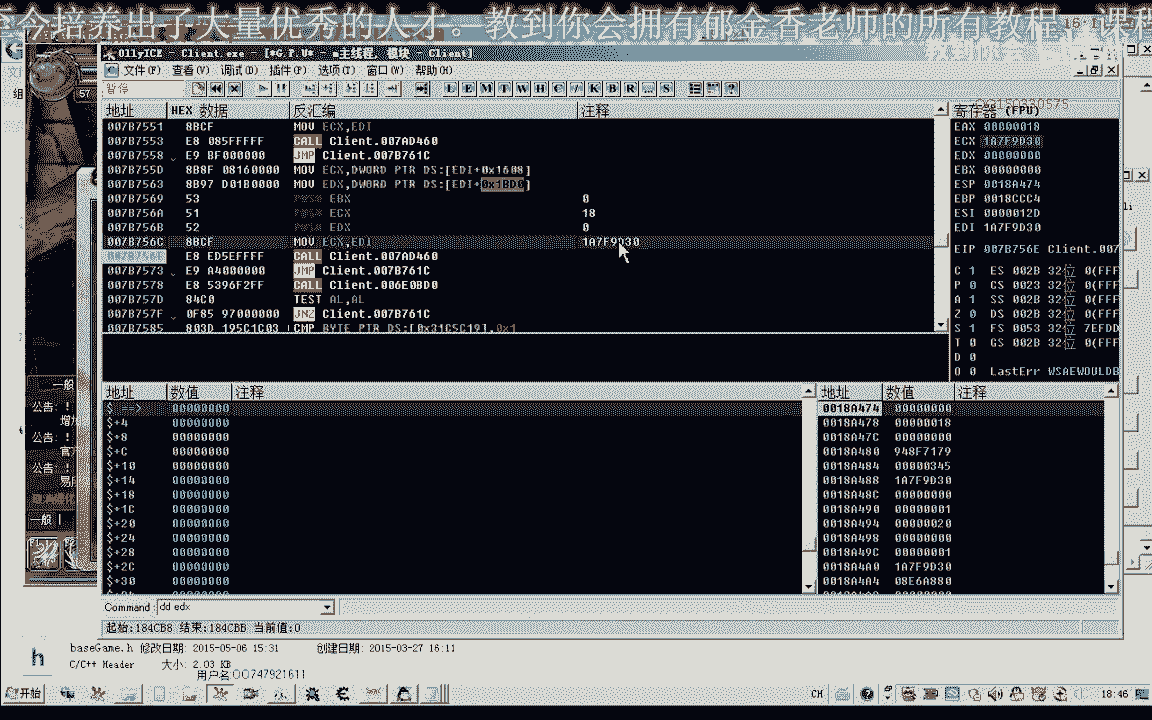 至今培养出了大量优秀的人才。教到你会拥有郁金香老师的所有教程、课程
OllyICE - Client.exe - [*G.P.U* - 主线程, 模块 - Client]
文件(F) 查看(V) 调试(D) 插件(P) 选项(T) 窗口(W) 帮助(H)
暂停 L E M T W H C / K B R ... S
地址 HEX 数据 反汇编 注释
007B7551 8BCF MOV ECX,EDI
007B7553 E8 085FFFFF CALL Client.007AD460
007B7558 E9 BF000000 JMP Client.007B761C
007B755D 8B8F 08160000 MOV ECX,DWORD PTR DS:[EDI+0x1608]
007B7563 8B97 D01B0000 MOV EDX,DWORD PTR DS:[EDI+0x1BD0]
007B7569 53 PUSH EBX 0
007B756A 51 PUSH ECX 18
007B756B 52 PUSH EDX 0
007B756C 8BCF MOV ECX,EDI 1A7F9D30
007B756E E8 ED5EFFFF CALL Client.007AD460
007B7573 E9 A4000000 JMP Client.007B761C
007B7578 E8 5396F2FF CALL Client.006E0BD0
007B757D 84C0 TEST AL,AL
007B757F 0F85 97000000 JNZ Client.007B761C
007B7585 803D 195C1C03 CMP BYTE PTR DS:[0x31C5C19],0x1
寄存器 (FPU)
EAX 00000018
ECX 1A7F9D30
EDX 00000000
EBX 00000000
ESP 0018A474
EBP 0018CCC4
ESI 0000012D
EDI 1A7F9D30
EIP 007B756E Client.007
C 1 ES 002B 32位 0(FFF
P 0 CS 0023 32位 0(FFF
A 1 SS 002B 32位 0(FFF
Z 0 DS 002B 32位 0(FFF
S 1 FS 0053 32位 7EFDD
T 0 GS 002B 32位 0(FFF
D 0
O 0 LastErr WSAEWOULDB
地址 数值 注释
$ ==> 00000000
$+4 00000000
$+8 00000000
$+C 00000000
$+10 00000000
$+14 00000000
$+18 00000000
$+1C 00000000
$+20 00000000
$+24 00000000
$+28 00000000
$+2C 00000000
$+30 00000000
地址 数值 注释
0018A474 00000000
0018A478 00000018
0018A47C 00000000
0018A480 948F7179
0018A484 00000345
0018A488 1A7F9D30
0018A48C 00000000
0018A490 00000001
0018A494 00000020
0018A498 00000000
0018A49C 00000001
0018A4A0 1A7F9D30
0018A4A4 08E6A880
57
一般
公告: !
公告: !
公告: !
一般
Command: dd edx
起始:184CB8 结束:184CBB 当前值:0
baseGame.h 修改日期: 2015-05-06 15:31 创建日期: 2015-03-27 16:11
C/C++ Header 大小: 2.03 KB
用户名QQ747921611
开始 CH 18:46